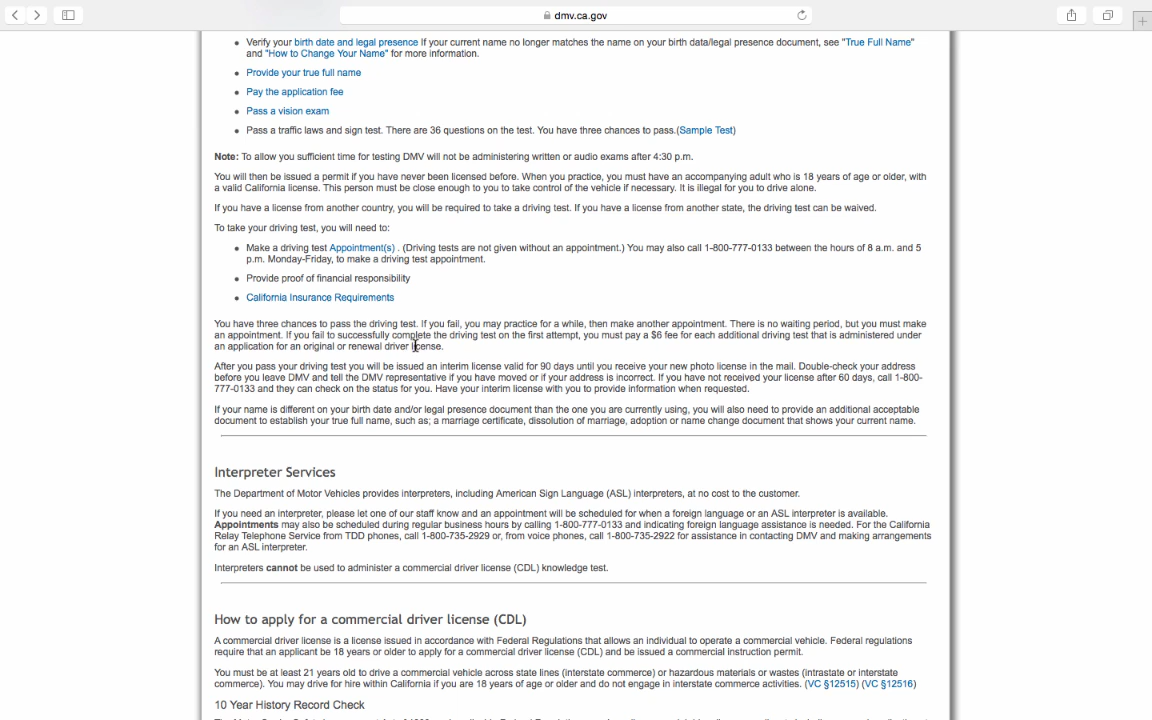 dmv.ca.gov
Verify your birth date and legal presence If your current name no longer matches the name on your birth data/legal presence document, see "True Full Name"
and "How to Change Your Name" for more information.
Provide your true full name
Pay the application fee
Pass a vision exam
Pass a traffic laws and sign test. There are 36 questions on the test. You have three chances to pass.(Sample Test)
Note: To allow you sufficient time for testing DMV will not be administering written or audio exams after 4:30 p.m.
You will then be issued a permit if you have never been licensed before. When you practice, you must have an accompanying adult who is 18 years of age or older, with
a valid California license. This person must be close enough to you to take control of the vehicle if necessary. It is illegal for you to drive alone.
If you have a license from another country, you will be required to take a driving test. If you have a license from another state, the driving test can be waived.
To take your driving test, you will need to:
Make a driving test Appointment(s) . (Driving tests are not given without an appointment.) You may also call 1-800-777-0133 between the hours of 8 a.m. and 5
p.m. Monday-Friday, to make a driving test appointment.
Provide proof of financial responsibility
California Insurance Requirements
You have three chances to pass the driving test. If you fail, you may practice for a while, then make another appointment. There is no waiting period, but you must make
an appointment. If you fail to successfully complete the driving test on the first attempt, you must pay a $6 fee for each additional driving test that is administered under
an application for an original or renewal driver license.
After you pass your driving test you will be issued an interim license valid for 90 days until you receive your new photo license in the mail. Double-check your address
before you leave DMV and tell the DMV representative if you have moved or if your address is incorrect. If you have not received your license after 60 days, call 1-800-
777-0133 and they can check on the status for you. Have your interim license with you to provide information when requested.
If your name is different on your birth date and/or legal presence document than the one you are currently using, you will also need to provide an additional acceptable
document to establish your true full name, such as; a marriage certificate, dissolution of marriage, adoption or name change document that shows your current name.
Interpreter Services
The Department of Motor Vehicles provides interpreters, including American Sign Language (ASL) interpreters, at no cost to the customer.
If you need an interpreter, please let one of our staff know and an appointment will be scheduled for when a foreign language or an ASL interpreter is available.
Appointments may also be scheduled during regular business hours by calling 1-800-777-0133 and indicating foreign language assistance is needed. For the California
Relay Telephone Service from TDD phones, call 1-800-735-2929 or, from voice phones, call 1-800-735-2922 for assistance in contacting DMV and making arrangements
for an ASL interpreter.
Interpreters cannot be used to administer a commercial driver license (CDL) knowledge test.
How to apply for a commercial driver license (CDL)
A commercial driver license is a license issued in accordance with Federal Regulations that allows an individual to operate a commercial vehicle. Federal regulations
require that an applicant be 18 years or older to apply for a commercial driver license (CDL) and be issued a commercial instruction permit.
You must be at least 21 years old to drive a commercial vehicle across state lines (interstate commerce) or hazardous materials or wastes (intrastate or interstate
commerce). You may drive for hire within California if you are 18 years of age or older and do not engage in interstate commerce activities. (VC §12515) (VC §12516)
10 Year History Record Check